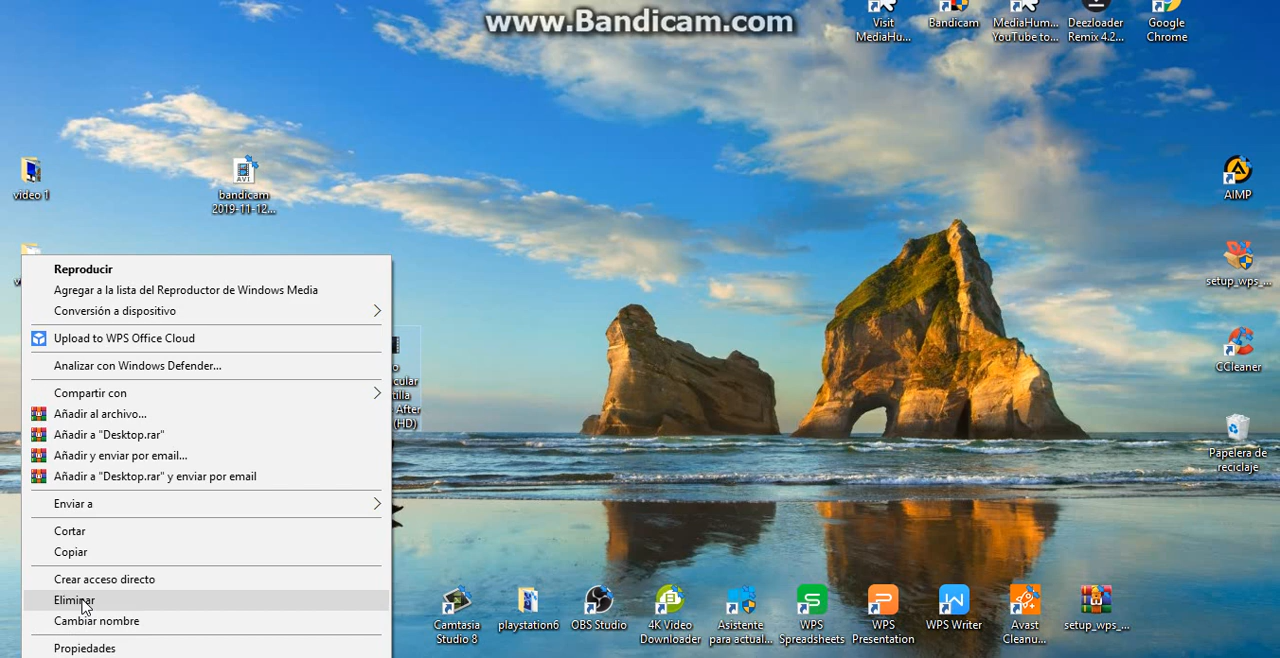 www.Bandicam.com
Visit
MediaHu...
Bandicam
MediaHum...
YouTube to...
Deezloader
Remix 4.2...
Google
Chrome
video 1
AVI
bandicam
2019-11-12...
AIMP
setup_wps_...
CCleaner
Papelera de
reciclaje
Reproducir
Agregar a la lista del Reproductor de Windows Media
Conversión a dispositivo
Upload to WPS Office Cloud
Analizar con Windows Defender...
Compartir con
Añadir al archivo...
Añadir a "Desktop.rar"
Añadir y enviar por email...
Añadir a "Desktop.rar" y enviar por email
Enviar a
Cortar
Copiar
Crear acceso directo
Eliminar
Cambiar nombre
Propiedades
After
(HD)
Camtasia
Studio 8
playstation6
OBS Studio
4K Video
Downloader
Asistente
para actual...
S
WPS
Spreadsheets
P
WPS
Presentation
W
WPS Writer
Avast
Cleanu...
setup_wps_...